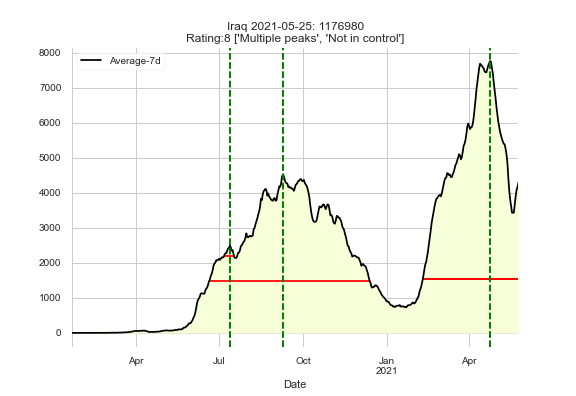 Iraq 2021-05-25: 1176980
Rating:8 ['Multiple peaks', 'Not in control']
Average-7d
8000
7000
6000
5000
4000
3000
2000
1000
0
Apr Jul Oct Jan Apr
2021
Date